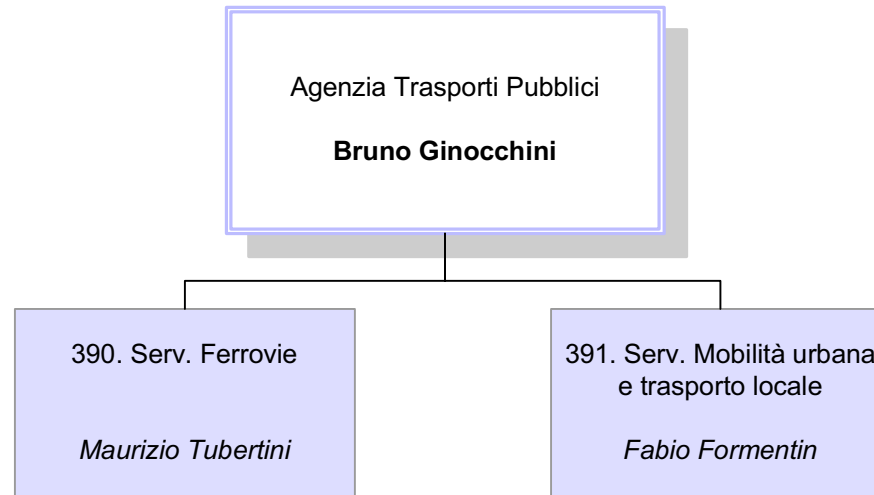 Agenzia Trasporti Pubblici
Bruno Ginocchini
390. Serv. Ferrovie
Maurizio Tubertini
391. Serv. Mobilità urbana
e trasporto locale
Fabio Formentin